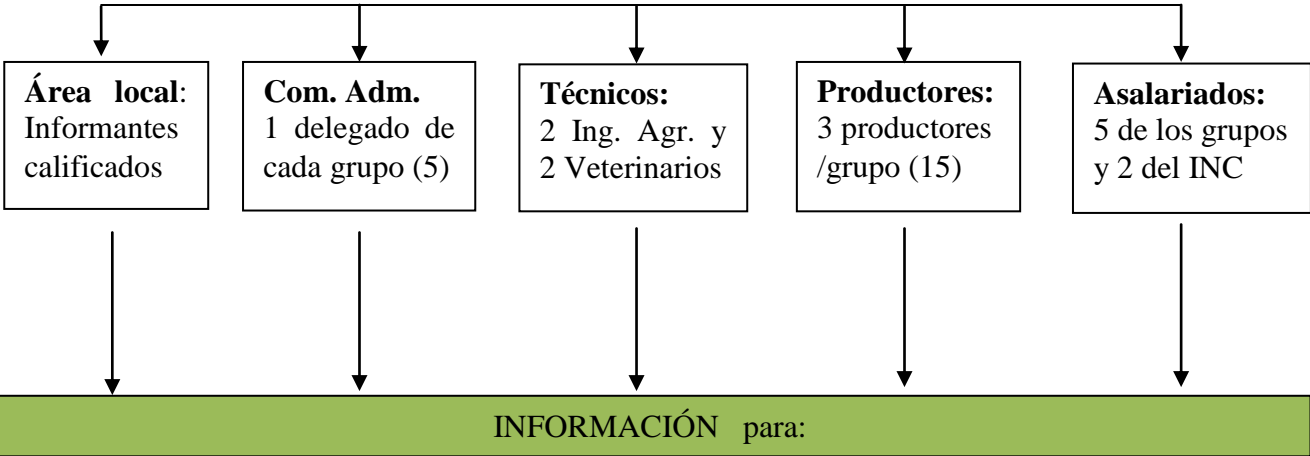 Área local:
Informantes
calificados
Com. Adm.
1 delegado de
cada grupo (5)
Técnicos:
2 Ing. Agr. y
2 Veterinarios
Productores:
3 productores
/grupo (15)
Asalariados:
5 de los grupos
y 2 del INC
INFORMACIÓN para: